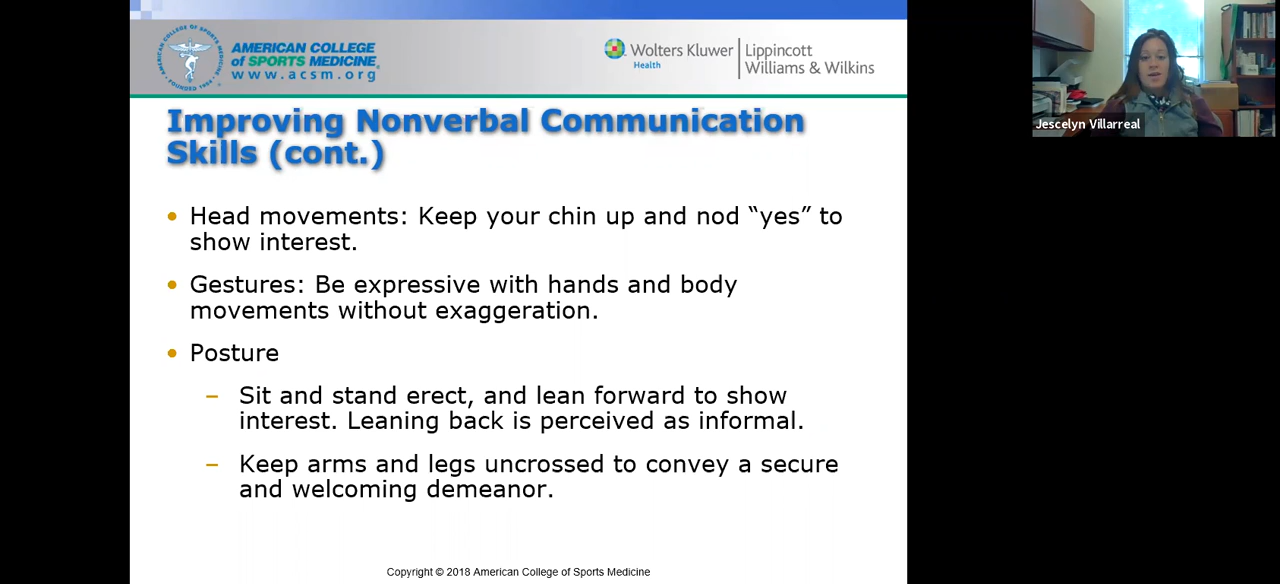 AMERICAN COLLEGE
of SPORTS MEDICINE®
www.acsm.org
Wolters Kluwer
Health
Lippincott
Williams & Wilkins
Jescelyn Villarreal
Improving Nonverbal Communication
Skills (cont.)
• Head movements: Keep your chin up and nod “yes” to
show interest.
• Gestures: Be expressive with hands and body
movements without exaggeration.
• Posture
– Sit and stand erect, and lean forward to show
interest. Leaning back is perceived as informal.
– Keep arms and legs uncrossed to convey a secure
and welcoming demeanor.
Copyright © 2018 American College of Sports Medicine